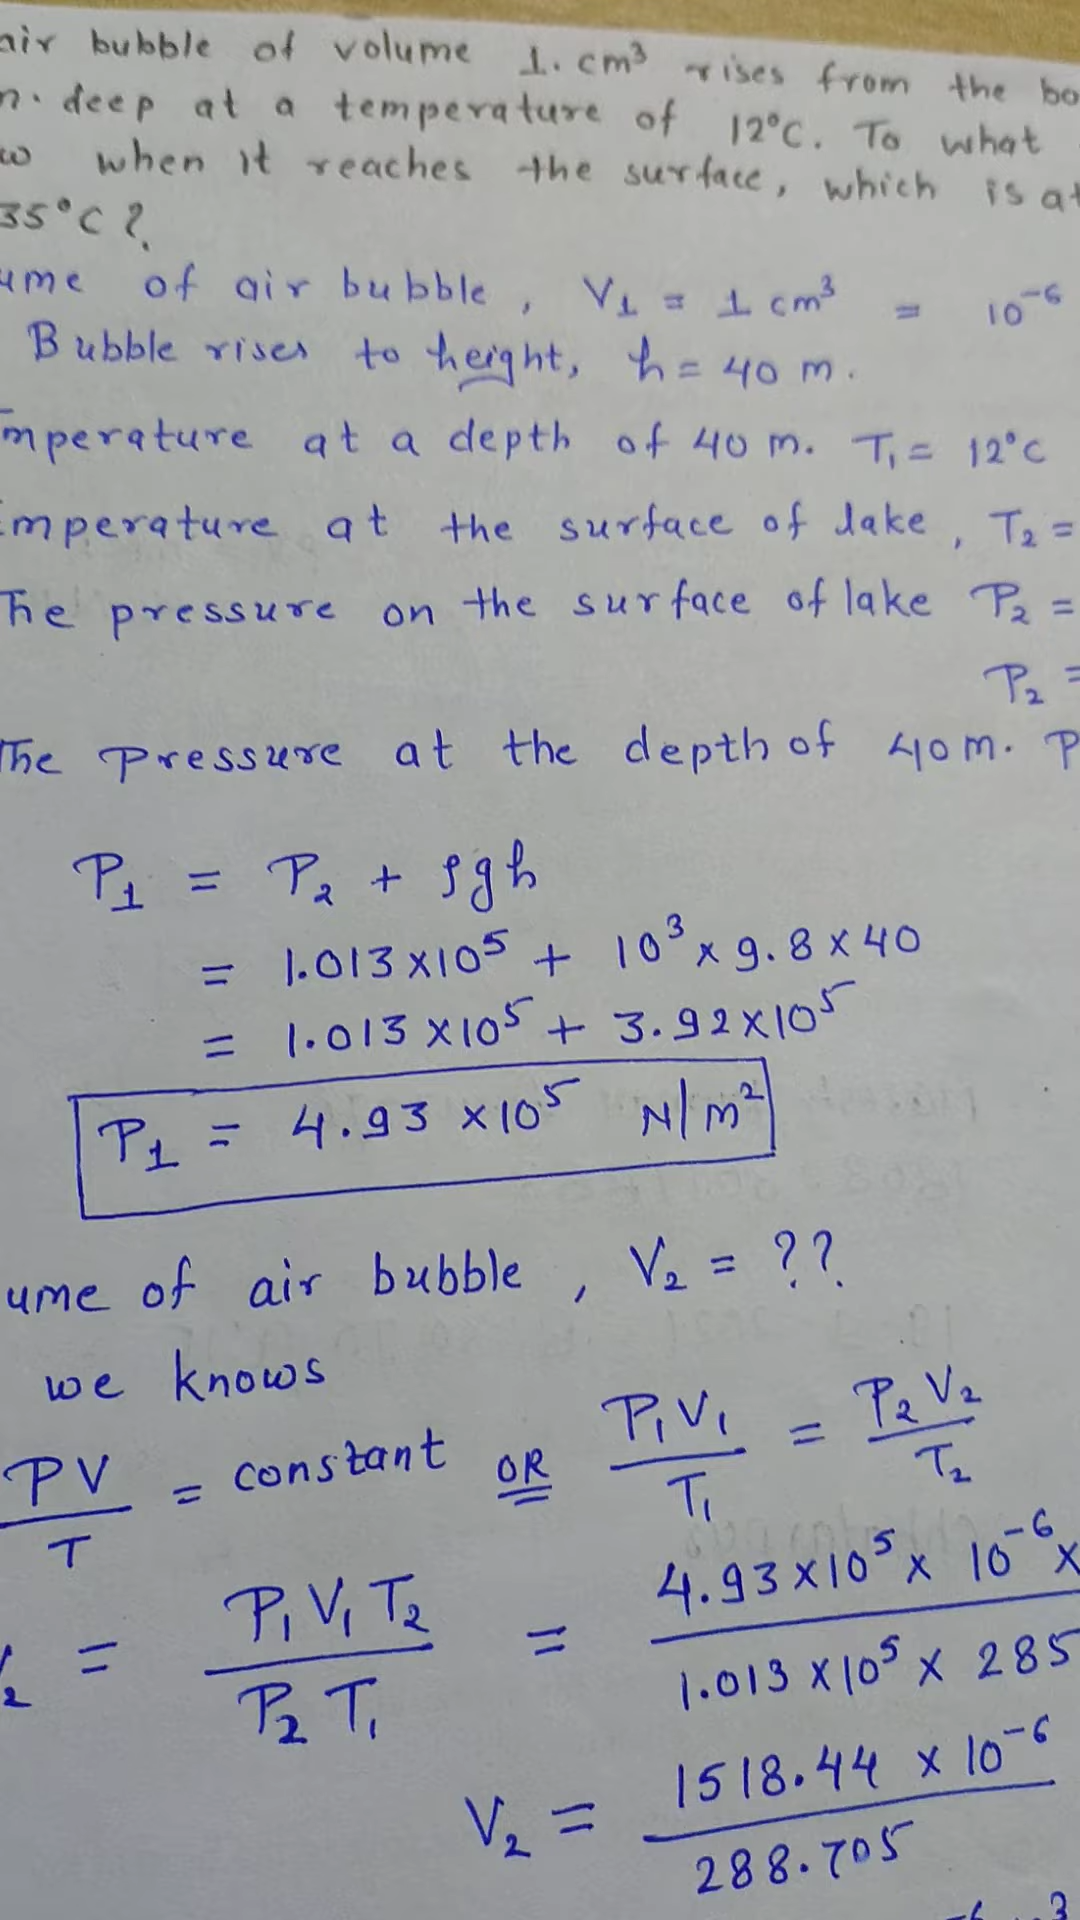 air bubble of volume 1. cm³ rises from the bo
n. deep at a temperature of 12°C. To what
w when it reaches the surface, which is at
35°C ?
ume of air bubble, V₁ = 1 cm³ = 10⁻⁶
Bubble rises to height, h = 40 m.
mperature at a depth of 40 m. T₁ = 12°C
mperature at the surface of lake, T₂ =
The pressure on the surface of lake P₂ =
P₂ =
The Pressure at the depth of 40 m. P
P₁ = P₂ + ρgh
= 1.013 × 10⁵ + 10³ × 9.8 × 40
= 1.013 × 10⁵ + 3.92 × 10⁵
P₁ = 4.93 × 10⁵ N/m²
ume of air bubble, V₂ = ??
we knows
PV/T = constant OR P₁V₁/T₁ = P₂V₂/T₂
₂ = P₁V₁T₂/P₂T₁ = 4.93 × 10⁵ × 10⁻⁶ ×/1.013 × 10⁵ × 285
V₂ = 1518.44 × 10⁻⁶/288.705